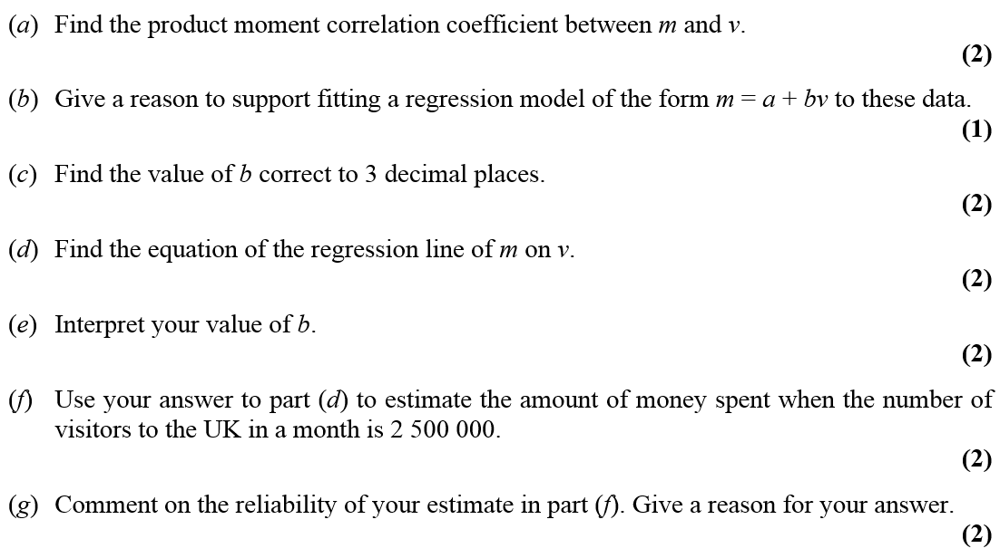 (a) Find the product moment correlation coefficient between m and v.
(2)
(b) Give a reason to support fitting a regression model of the form m = a + bv to these data.
(1)
(c) Find the value of b correct to 3 decimal places.
(2)
(d) Find the equation of the regression line of m on v.
(2)
(e) Interpret your value of b.
(2)
(f) Use your answer to part (d) to estimate the amount of money spent when the number of
visitors to the UK in a month is 2 500 000.
(2)
(g) Comment on the reliability of your estimate in part (f). Give a reason for your answer.
(2)